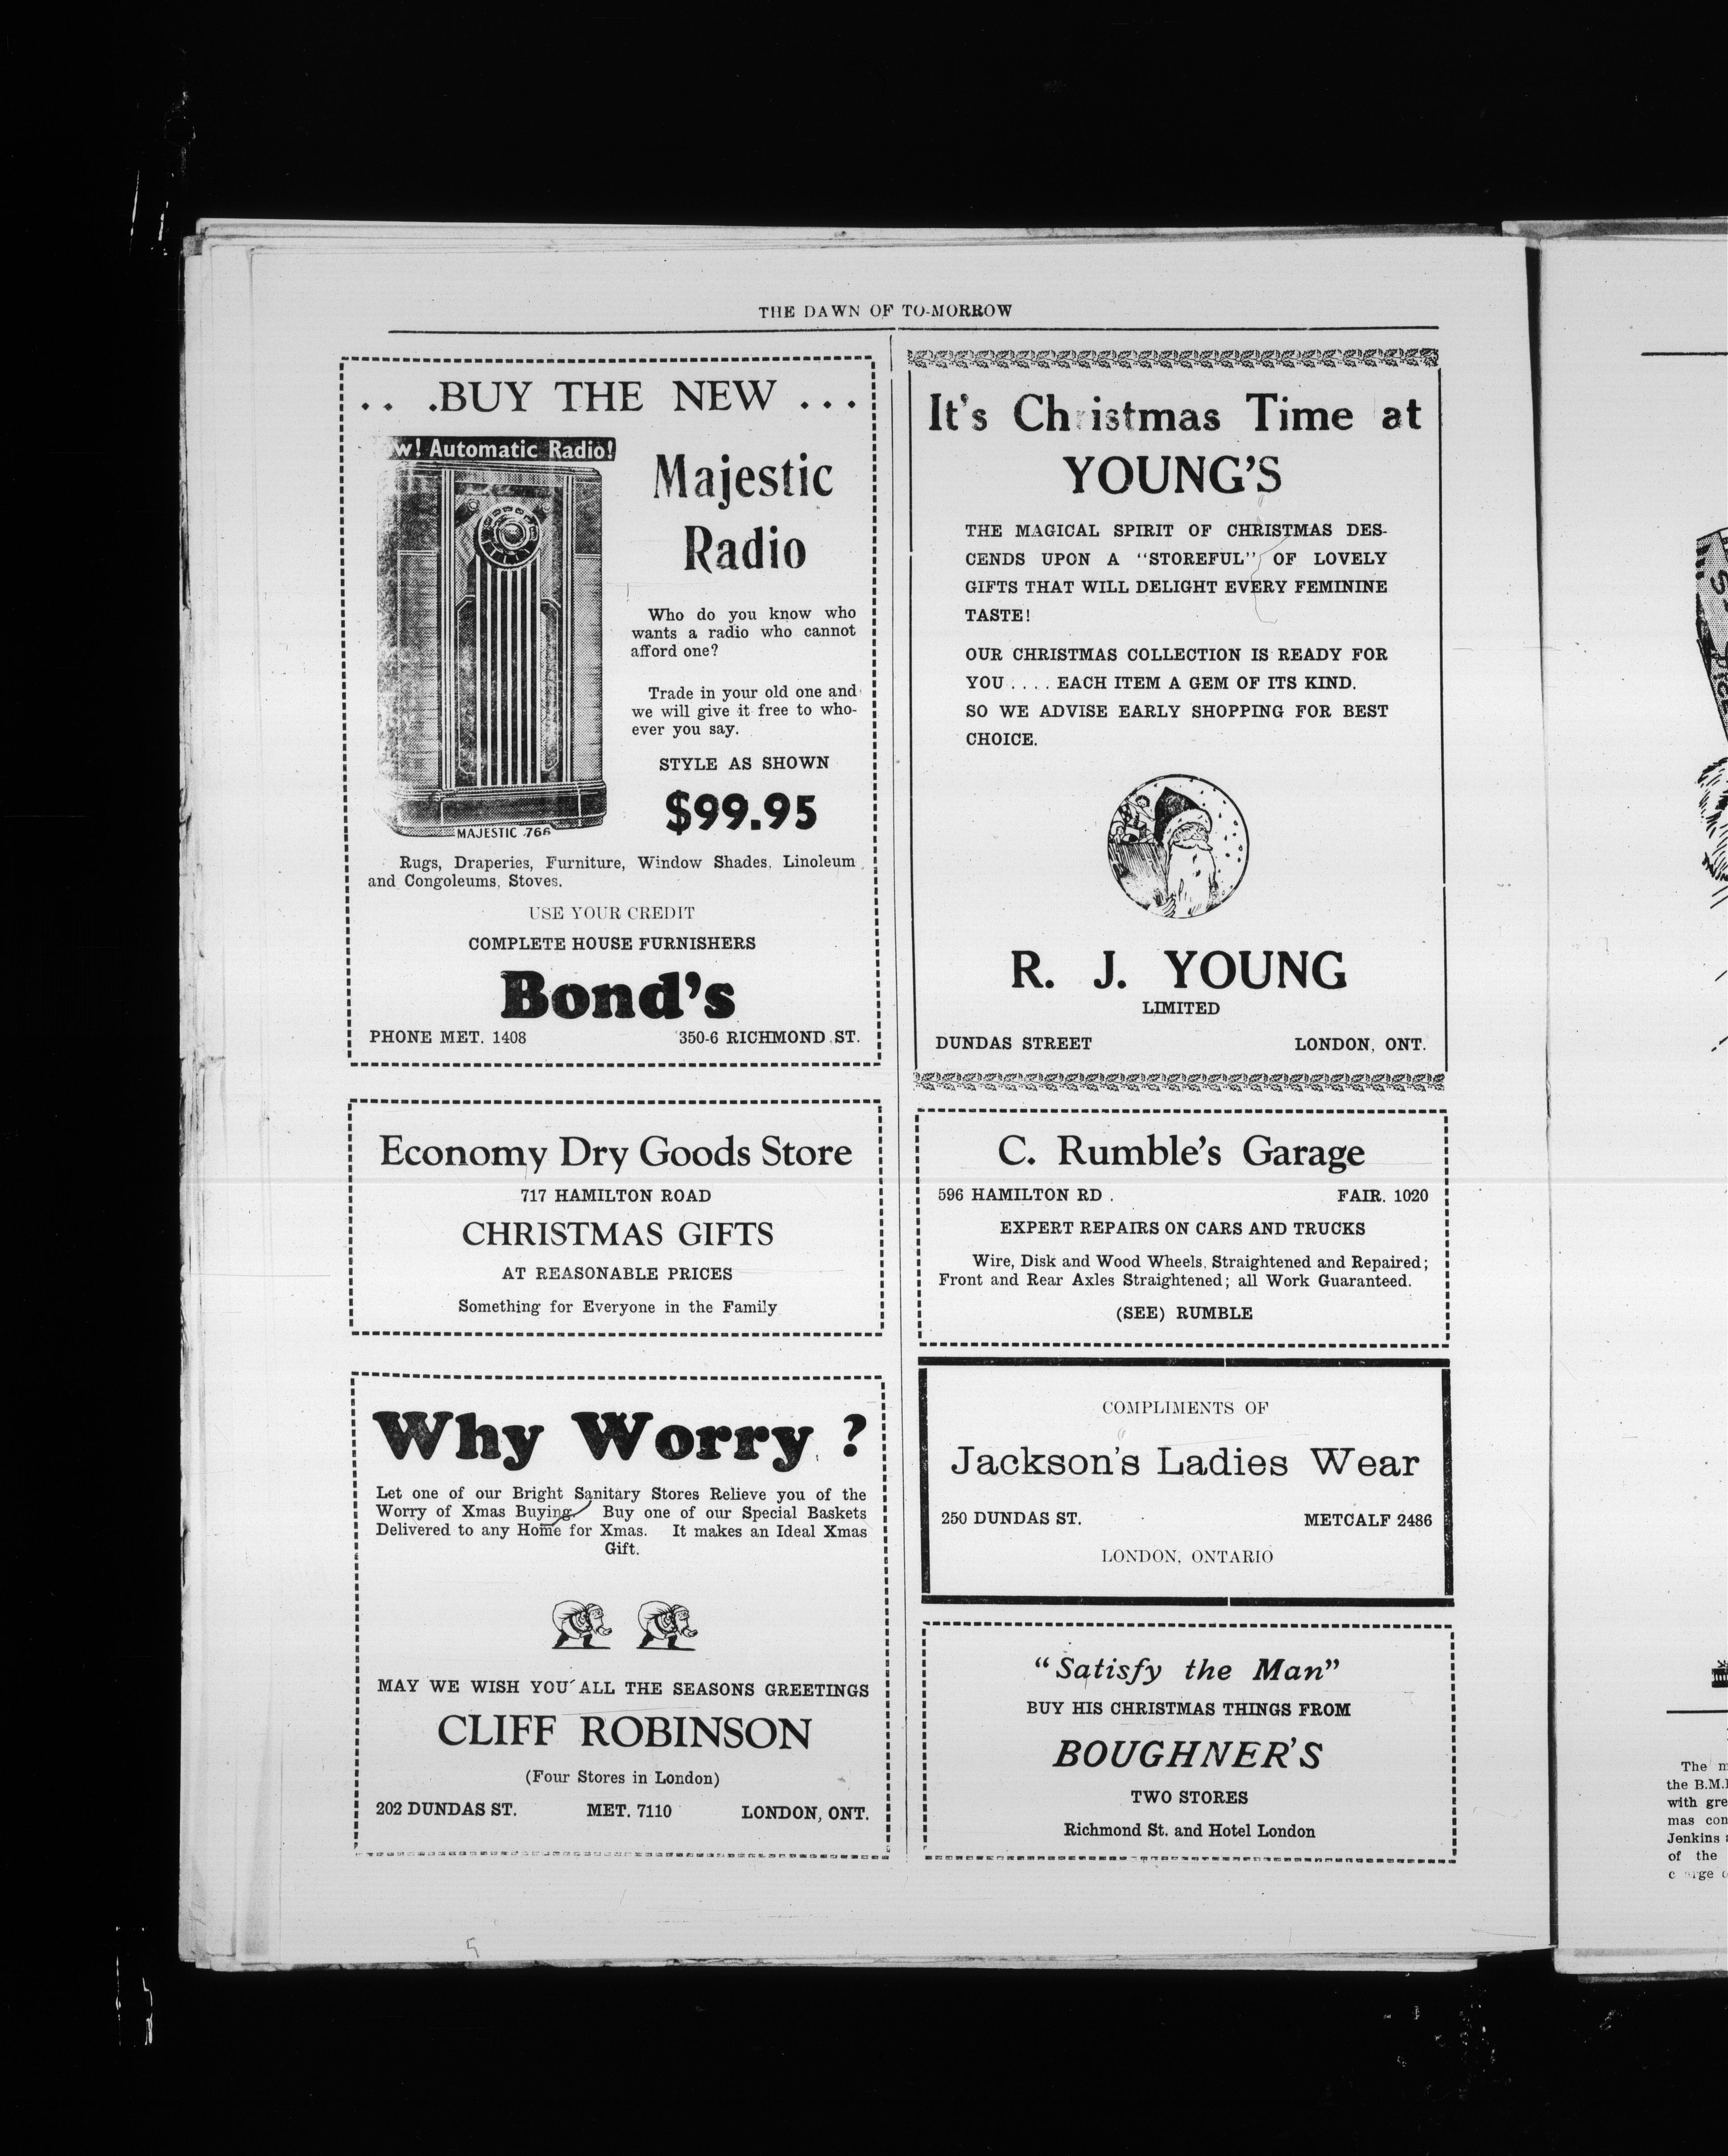 THE DAWN OF TO-MORROW
. . .BUY THE NEW . . .
w! Automatic Radio!
Majestic
Radio
Who do you know who
wants a radio who cannot
afford one?
Trade in your old one and
we will give it free to who-
ever you say.
STYLE AS SHOWN
$99.95
MAJESTIC 766
Rugs, Draperies, Furniture, Window Shades, Linoleum
and Congoleums, Stoves.
USE YOUR CREDIT
COMPLETE HOUSE FURNISHERS
Bond's
PHONE MET. 1408 350-6 RICHMOND ST.
Economy Dry Goods Store
717 HAMILTON ROAD
CHRISTMAS GIFTS
AT REASONABLE PRICES
Something for Everyone in the Family
Why Worry ?
Let one of our Bright Sanitary Stores Relieve you of the
Worry of Xmas Buying. Buy one of our Special Baskets
Delivered to any Home for Xmas. It makes an Ideal Xmas
Gift.
MAY WE WISH YOU ALL THE SEASONS GREETINGS
CLIFF ROBINSON
(Four Stores in London)
202 DUNDAS ST. MET. 7110 LONDON, ONT.
It's Christmas Time at
YOUNG'S
THE MAGICAL SPIRIT OF CHRISTMAS DES-
CENDS UPON A "STOREFUL" OF LOVELY
GIFTS THAT WILL DELIGHT EVERY FEMININE
TASTE!
OUR CHRISTMAS COLLECTION IS READY FOR
YOU . . . . EACH ITEM A GEM OF ITS KIND.
SO WE ADVISE EARLY SHOPPING FOR BEST
CHOICE.
R. J. YOUNG
LIMITED
DUNDAS STREET LONDON, ONT.
C. Rumble's Garage
596 HAMILTON RD . FAIR. 1020
EXPERT REPAIRS ON CARS AND TRUCKS
Wire, Disk and Wood Wheels, Straightened and Repaired;
Front and Rear Axles Straightened; all Work Guaranteed.
(SEE) RUMBLE
COMPLIMENTS OF
Jackson's Ladies Wear
250 DUNDAS ST. METCALF 2486
LONDON, ONTARIO
"Satisfy the Man"
BUY HIS CHRISTMAS THINGS FROM
BOUGHNER'S
TWO STORES
Richmond St. and Hotel London
The
the B.M.
with gre
mas con
Jenkins
of the